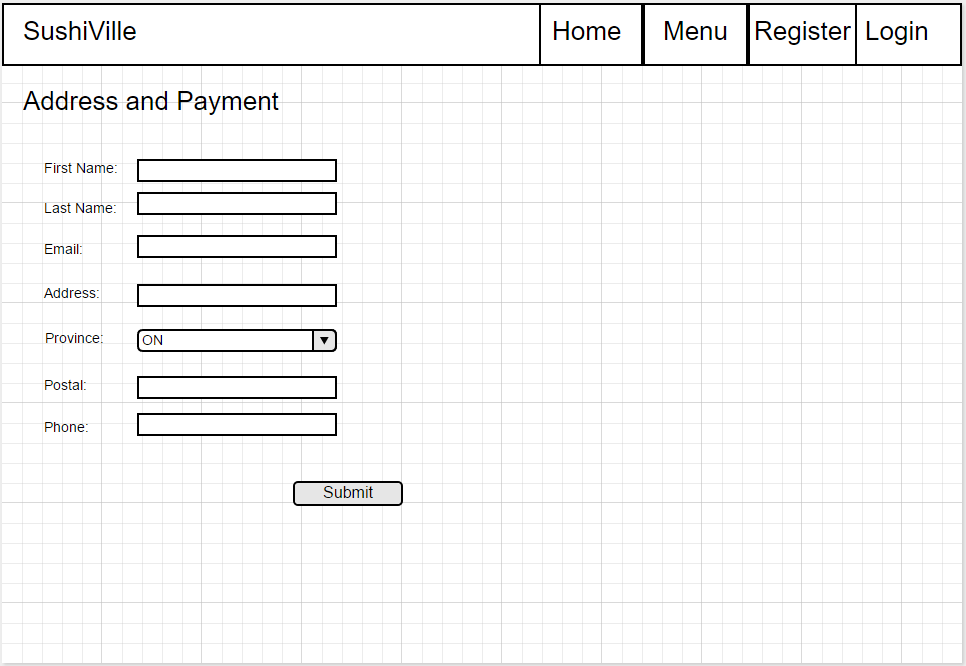 SushiVille Home Menu Register Login
Address and Payment
First Name:
Last Name:
Email:
Address:
Province: ON ▼
Postal:
Phone:
Submit